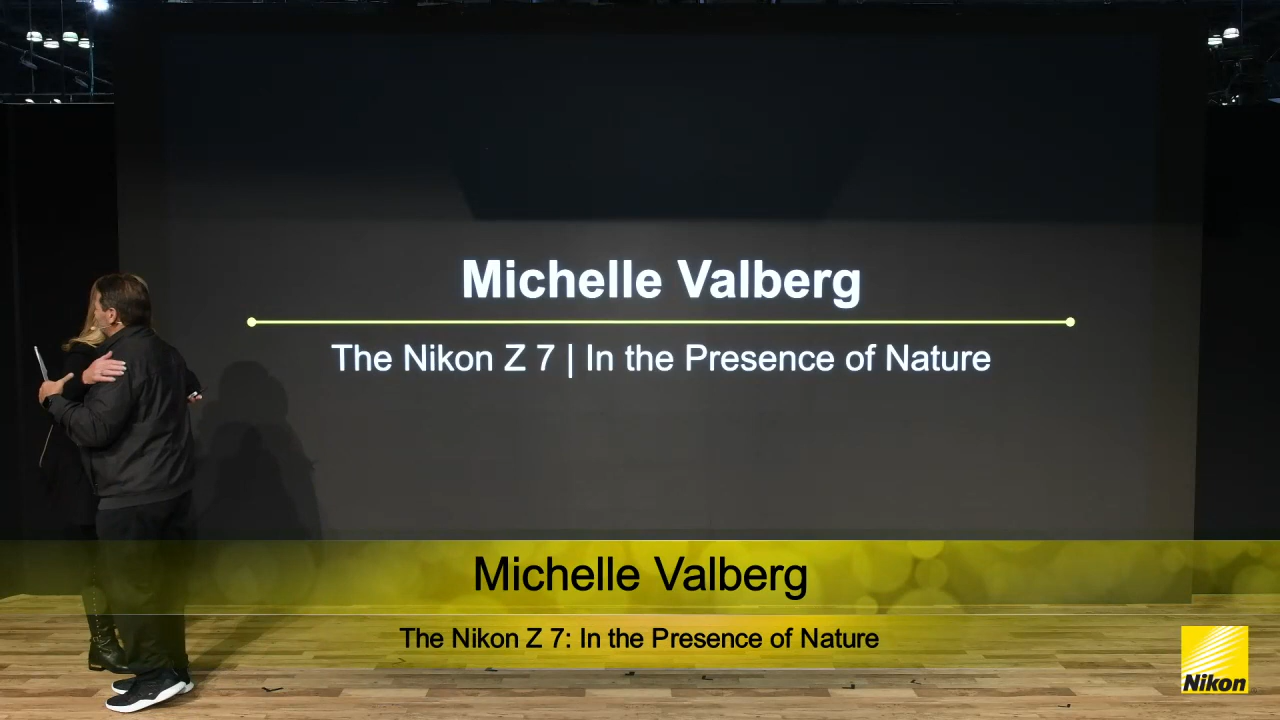 Michelle Valberg
The Nikon Z 7 | In the Presence of Nature
Michelle Valberg
The Nikon Z 7: In the Presence of Nature
Nikon